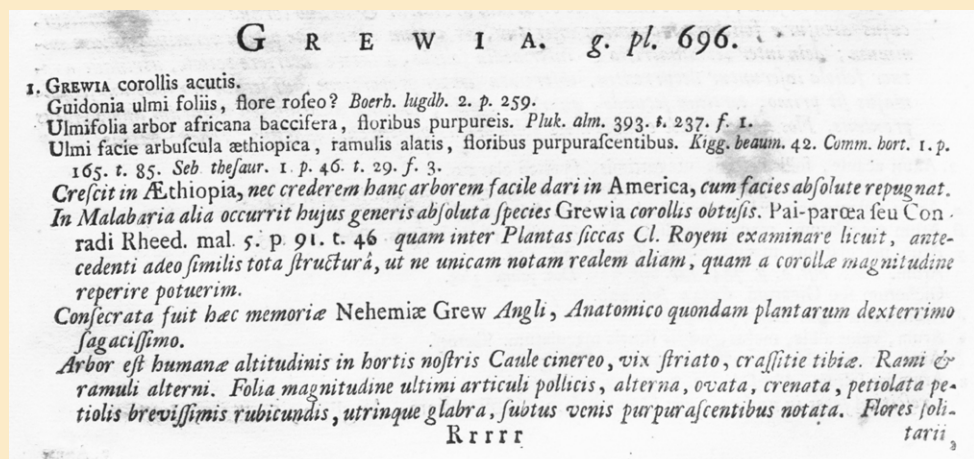 GREWIA. g. pl. 696.
1. GREWIA corollis acutis.
Guidonia ulmi foliis, flore roſeo? Boerh. lugdb. 2. p. 259.
Ulmifolia arbor africana baccifera, floribus purpureis. Pluk. alm. 393. t. 237. f. 1.
Ulmi facie arbuſcula æthiopica, ramulis alatis, floribus purpuraſcentibus. Kigg. beaum. 42. Comm. hort. 1. p.
165. t. 85. Seb theſaur. 1. p. 46. t. 29. f. 3.
Creſcit in Æthiopia, nec crederem hanc arborem facile dari in America, cum facies abſolute repugnat.
In Malabaria alia occurrit hujus generis abſoluta ſpecies Grewia corollis obtuſis. Pai-parœa ſeu Con-
radi Rheed. mal. 5. p. 91. t. 46 quam inter Plantas ſiccas Cl. Royeni examinare licuit, ante-
cedenti adeo ſimilis tota ſtructurâ, ut ne unicam notam realem aliam, quam a corollæ magnitudine
reperire potuerim.
Conſecrata fuit hæc memoriæ Nehemiæ Grew Angli, Anatomico quondam plantarum dexterrimo
ſagaciſſimo.
Arbor eſt humanæ altitudinis in hortis noſtris Caule cinereo, vix ſtriato, craſſitie tibiæ. Rami &
ramuli alterni. Folia magnitudine ultimi articuli pollicis, alterna, ovata, crenata, petiolata pe-
tiolis breviſſimis rubicundis, utrinque glabra, ſubtus venis purpuraſcentibus notata. Flores ſoli-
Rrrrr tarii,